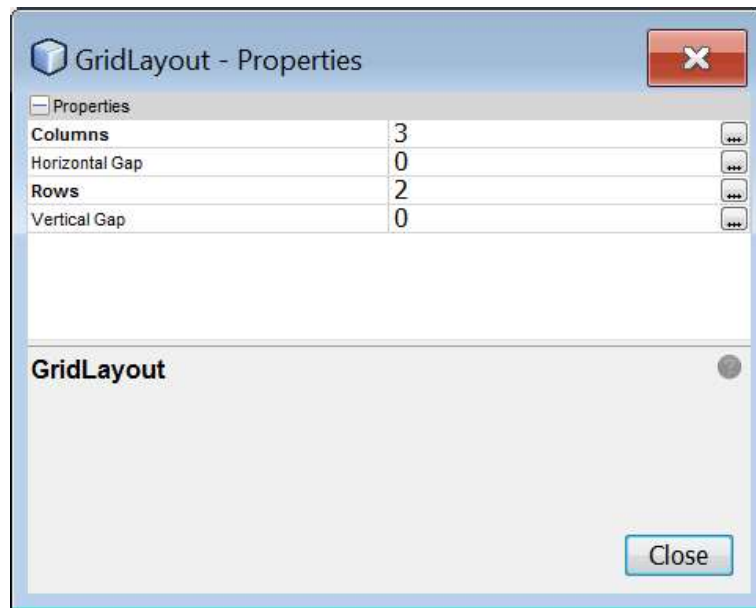 GridLayout - Properties
Properties
Columns 3 ...
Horizontal Gap 0 ...
Rows 2 ...
Vertical Gap 0 ...
GridLayout
?
Close